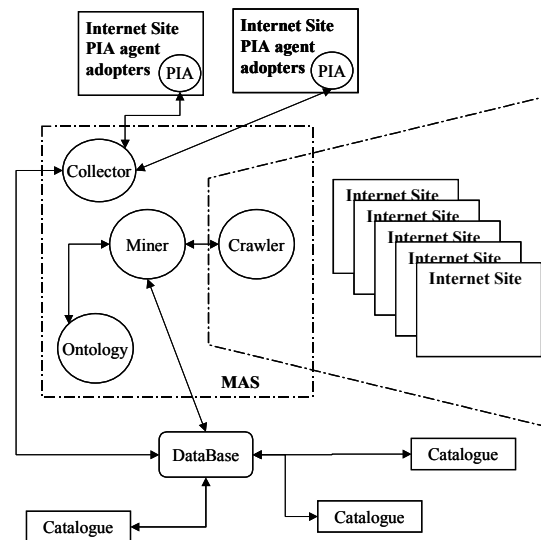 Internet Site
PIA agent
adopters
PIA
Internet Site
PIA agent
adopters
PIA
Collector
Miner
Crawler
Ontology
MAS
Internet Site
Internet Site
Internet Site
Internet Site
Internet Site
DataBase
Catalogue
Catalogue
Catalogue